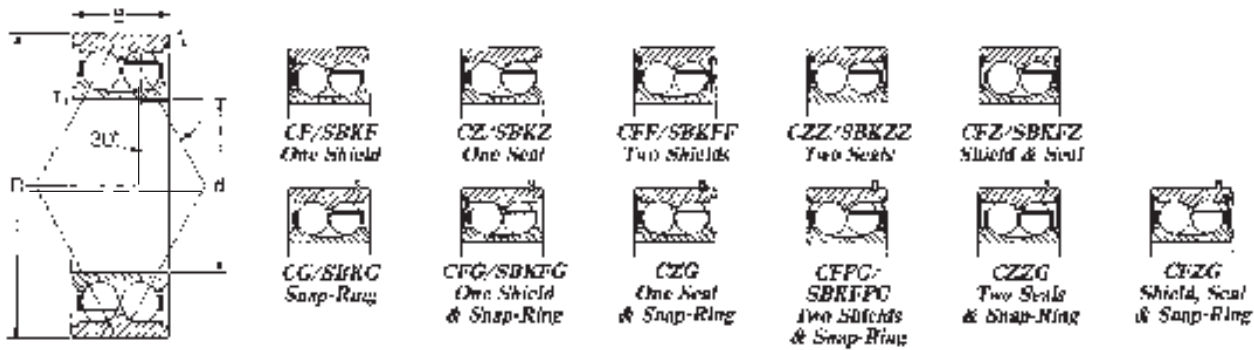 B
r
r
30°
D
d
CF/SBKF
One Shield
CZ/SBKZ
One Seal
CFF/SBKFF
Two Shields
CZZ/SBKZZ
Two Seals
CFZ/SBKFZ
Shield & Seal
CG/SBKG
Snap-Ring
CFG/SBKFG
One Shield
& Snap-Ring
CZG
One Seal
& Snap-Ring
CFFG/
SBKFFG
Two Shields
& Snap-Ring
CZZG
Two Seals
& Snap-Ring
CFZG
Shield, Seal
& Snap-Ring